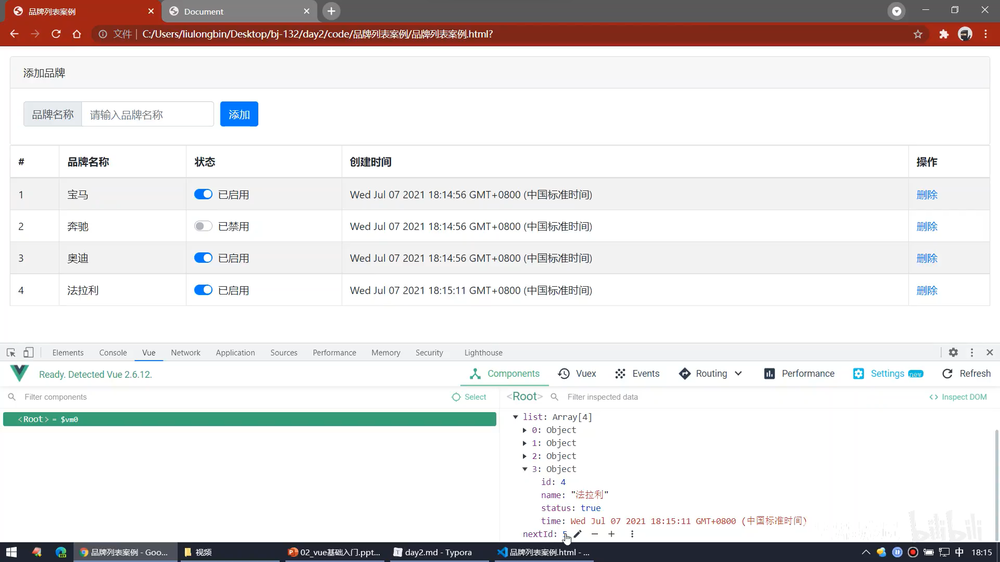 品牌列表案例
Document
文件 | C:/Users/liulongbin/Desktop/bj-132/day2/code/品牌列表案例/品牌列表案例.html?
添加品牌
品牌名称 请输入品牌名称 添加
# 品牌名称 状态 创建时间 操作
1 宝马 已启用 Wed Jul 07 2021 18:14:56 GMT+0800 (中国标准时间) 删除
2 奔驰 已禁用 Wed Jul 07 2021 18:14:56 GMT+0800 (中国标准时间) 删除
3 奥迪 已启用 Wed Jul 07 2021 18:14:56 GMT+0800 (中国标准时间) 删除
4 法拉利 已启用 Wed Jul 07 2021 18:15:11 GMT+0800 (中国标准时间) 删除
Elements Console Vue Network Application Sources Performance Memory Security Lighthouse
Ready. Detected Vue 2.6.12. Components Vuex Events Routing Performance Settings new Refresh
Filter components Select <Root> Filter inspected data <> Inspect DOM
<Root> = $vm0
list: Array[4]
0: Object
1: Object
2: Object
3: Object
id: 4
name: "法拉利"
status: true
time: Wed Jul 07 2021 18:15:11 GMT+0800 (中国标准时间)
nextId: 5
bilibili
品牌列表案例 - Goo... 视频 02_vue基础入门.ppt... day2.md - Typora 品牌列表案例.html - ... 中 18:15